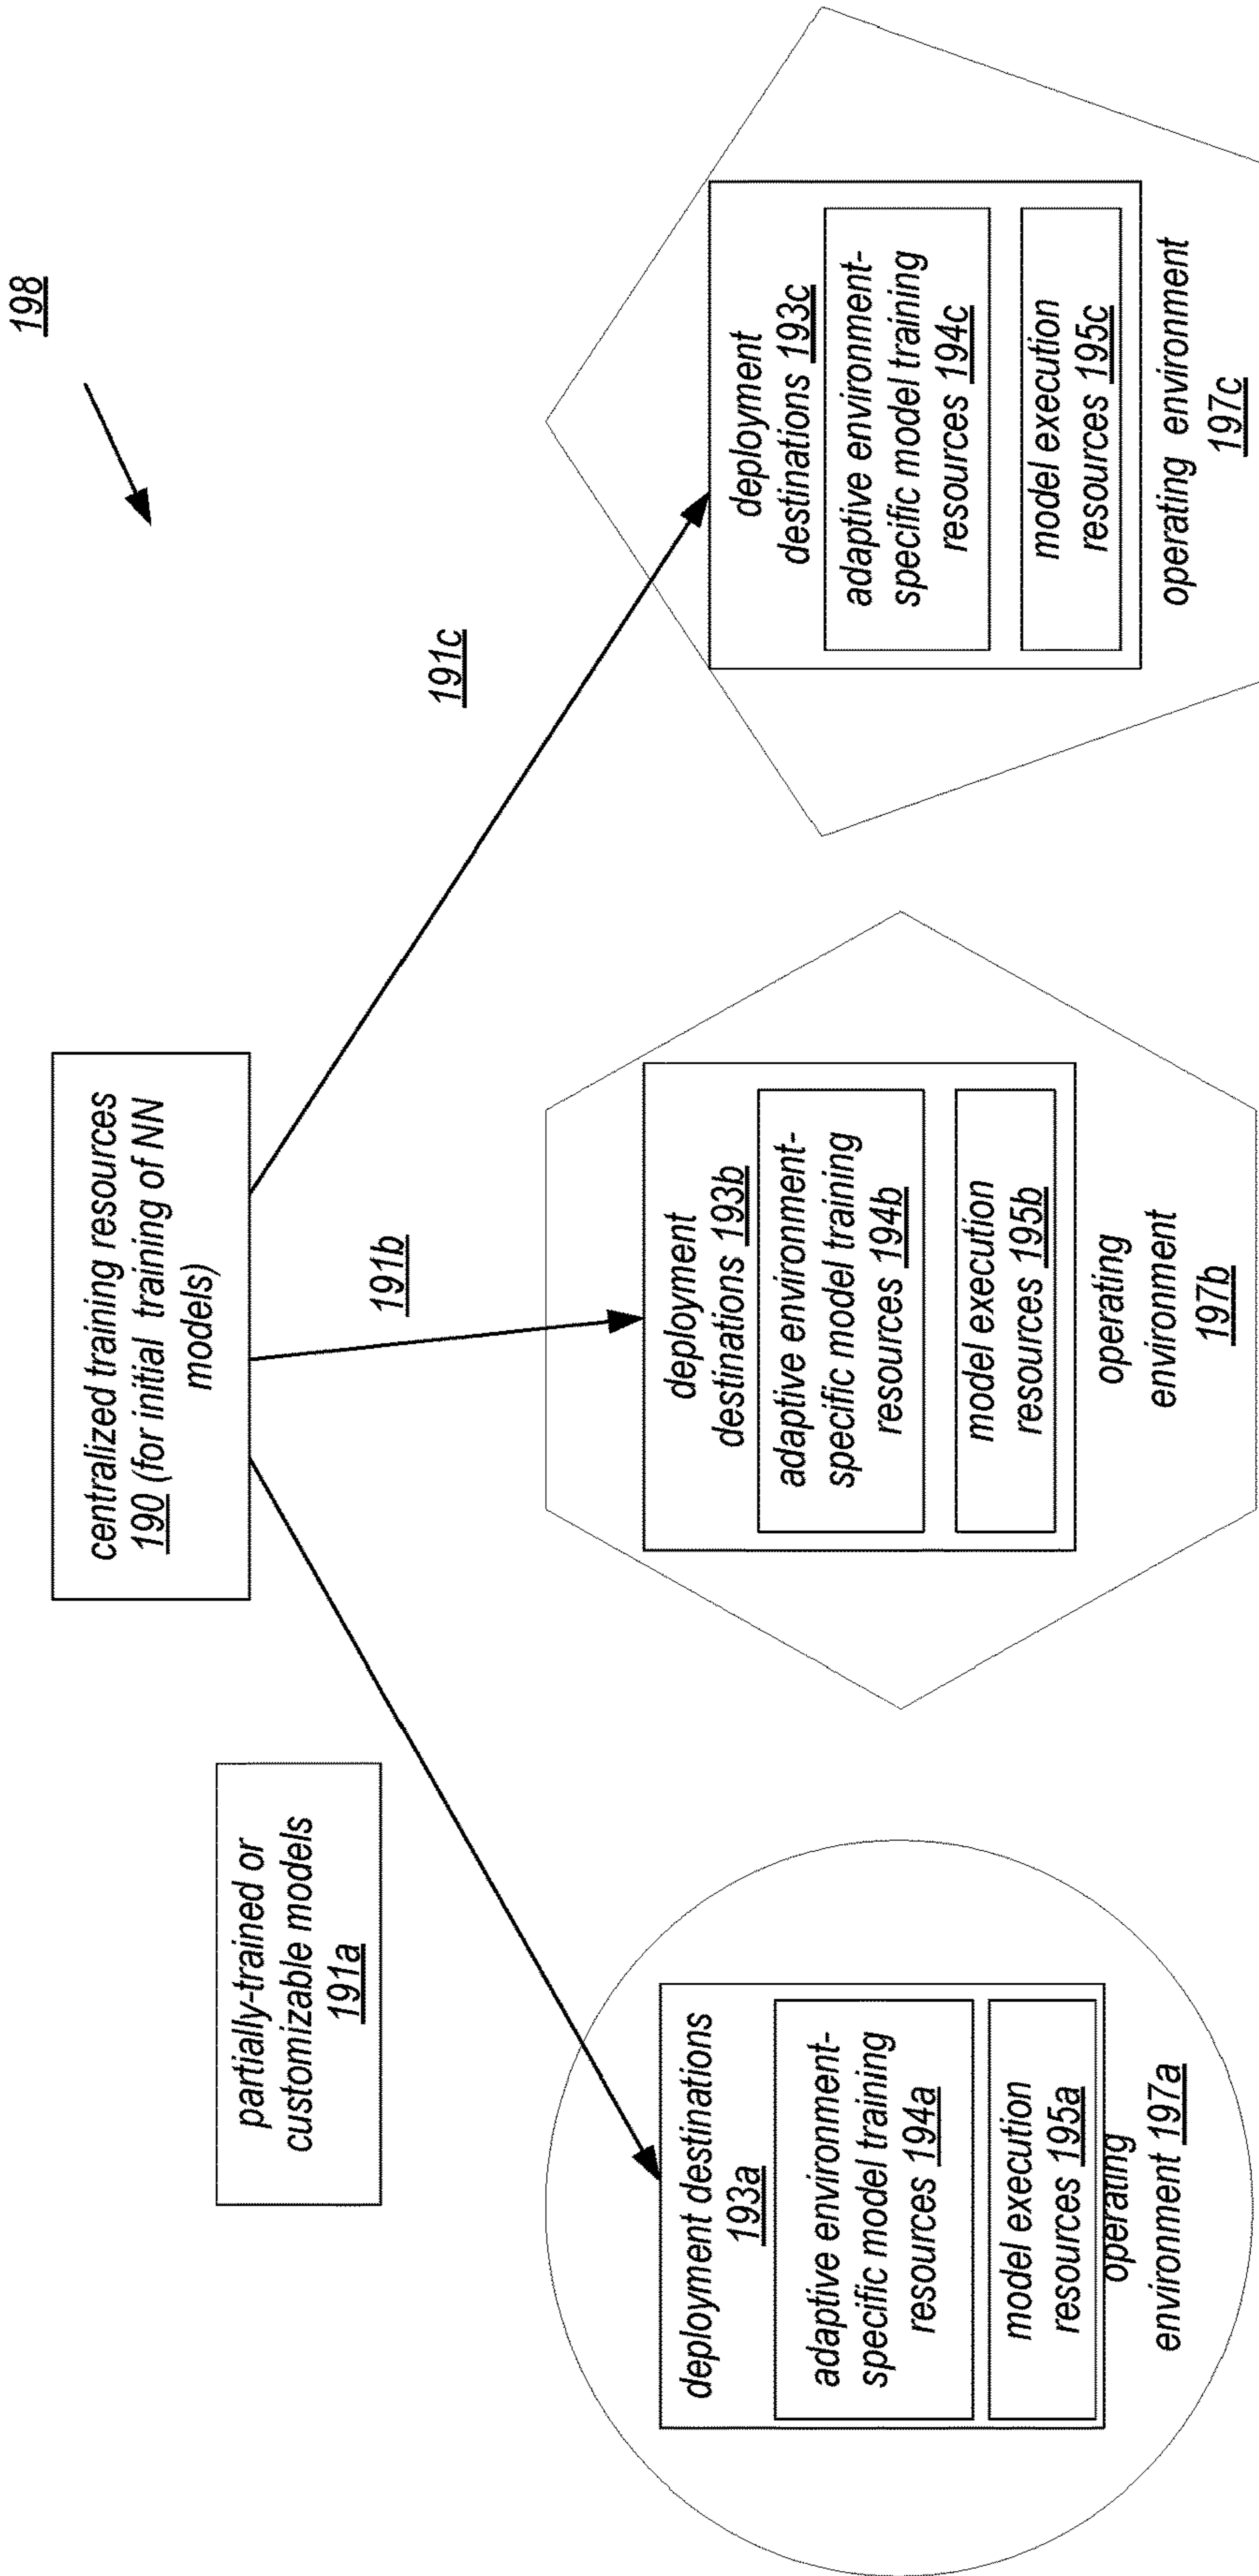 198
centralized training resources
190 (for initial training of NN
models)
partially-trained or
customizable models
191a
191b
191c
deployment destinations
193a
adaptive environment-
specific model training
resources 194a
model execution
resources 195a
operating
environment 197a
deployment
destinations 193b
adaptive environment-
specific model training
resources 194b
model execution
resources 195b
operating
environment
197b
deployment
destinations 193c
adaptive environment-
specific model training
resources 194c
model execution
resources 195c
operating environment
197c